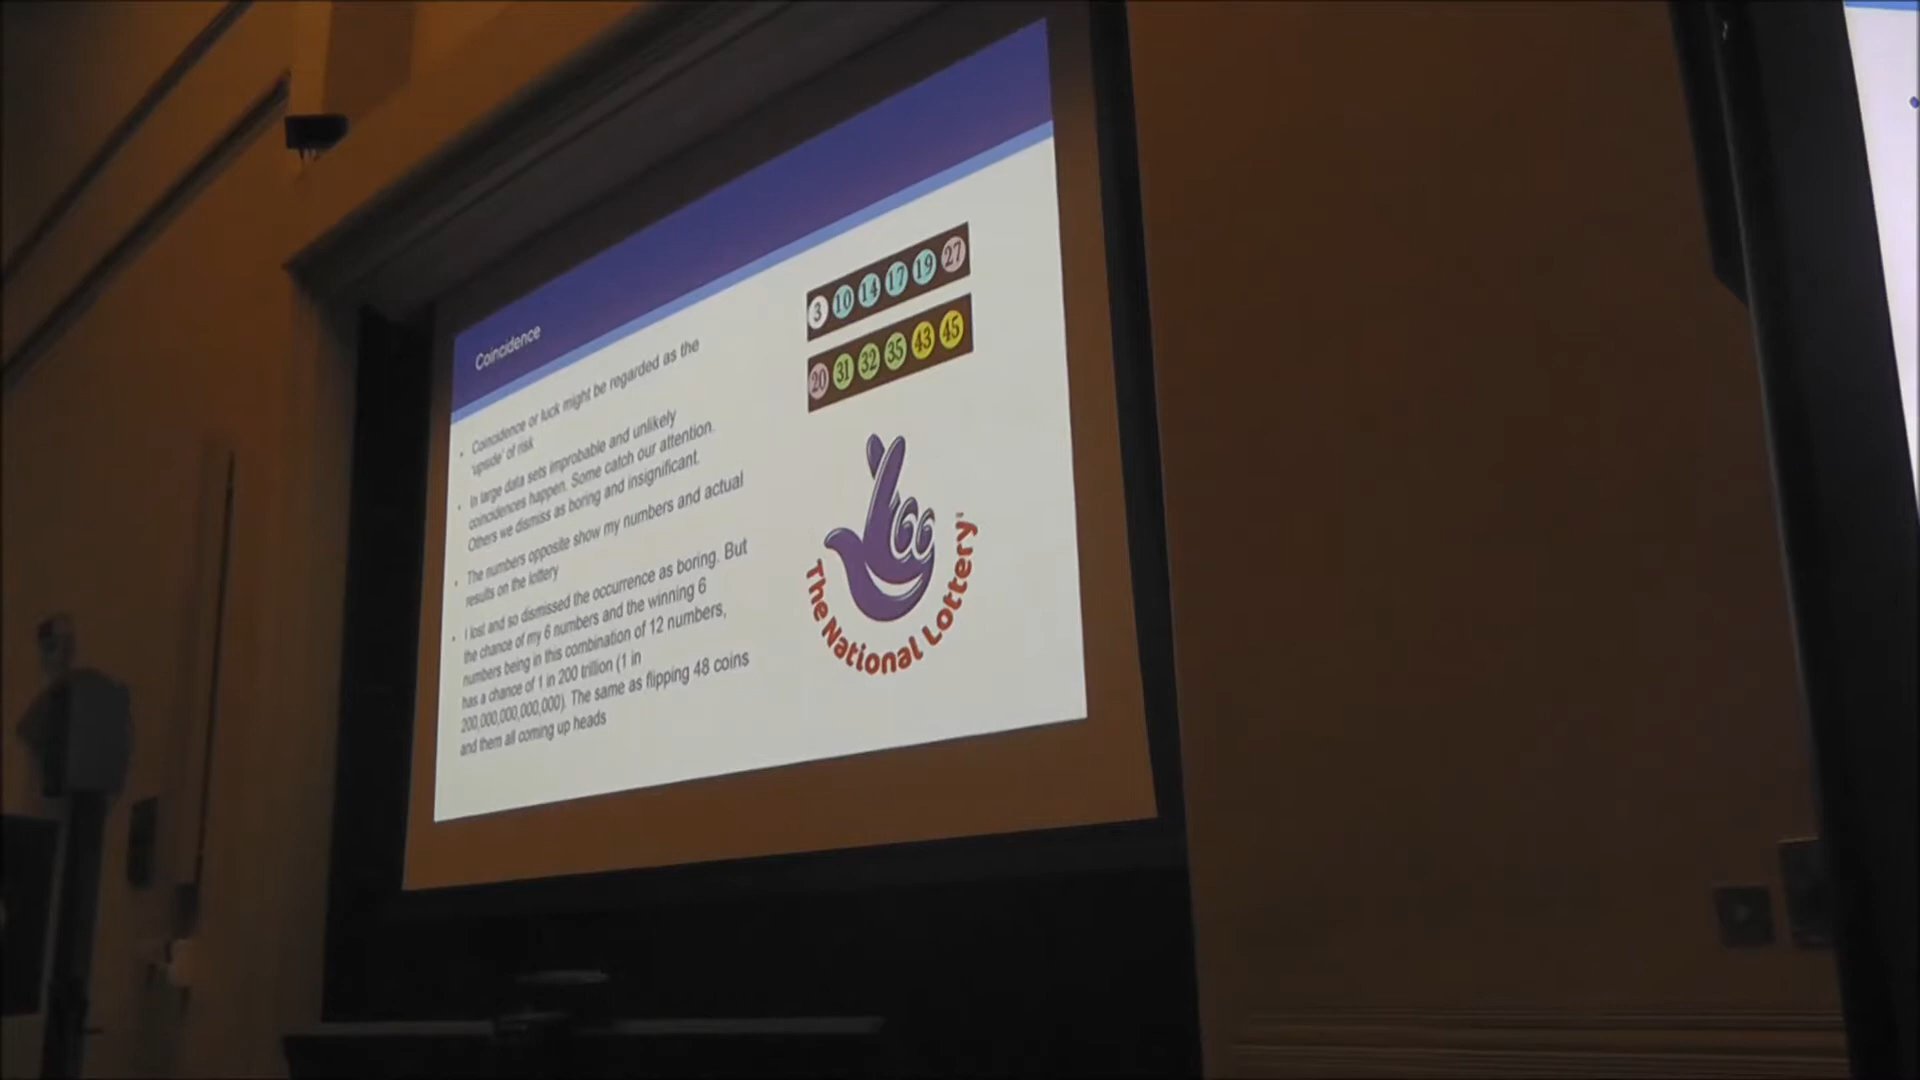 Coincidence
• Coincidence or luck might be regarded as the
'upside' of risk
• In large data sets improbable and unlikely
coincidences happen. Some catch our attention.
Others we dismiss as boring and insignificant.
• The numbers opposite show my numbers and actual
results on the lottery
• I lost and so dismissed the occurrence as boring. But
the chance of my 6 numbers and the winning 6
numbers being in this combination of 12 numbers,
has a chance of 1 in 200 trillion (1 in
200,000,000,000,000). The same as flipping 48 coins
and them all coming up heads
3 10 14 17 19 27
20 31 32 35 43 45
The National Lottery